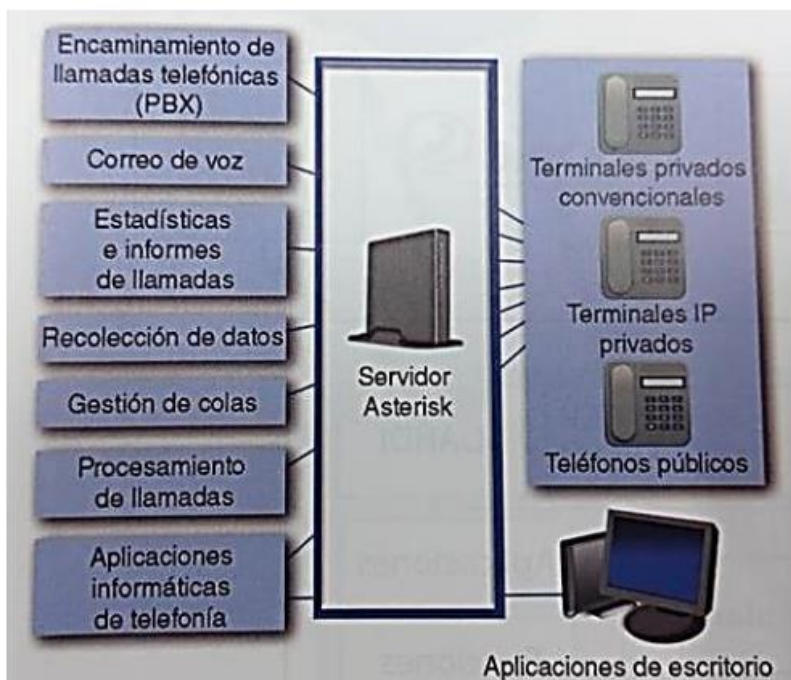 Encaminamiento de
llamadas telefónicas
(PBX)
Correo de voz
Estadísticas
e informes
de llamadas
Recolección de datos
Gestión de colas
Procesamiento
de llamadas
Aplicaciones
informáticas
de telefonía
Servidor
Asterisk
Terminales privados
convencionales
Terminales IP
privados
Teléfonos públicos
Aplicaciones de escritorio